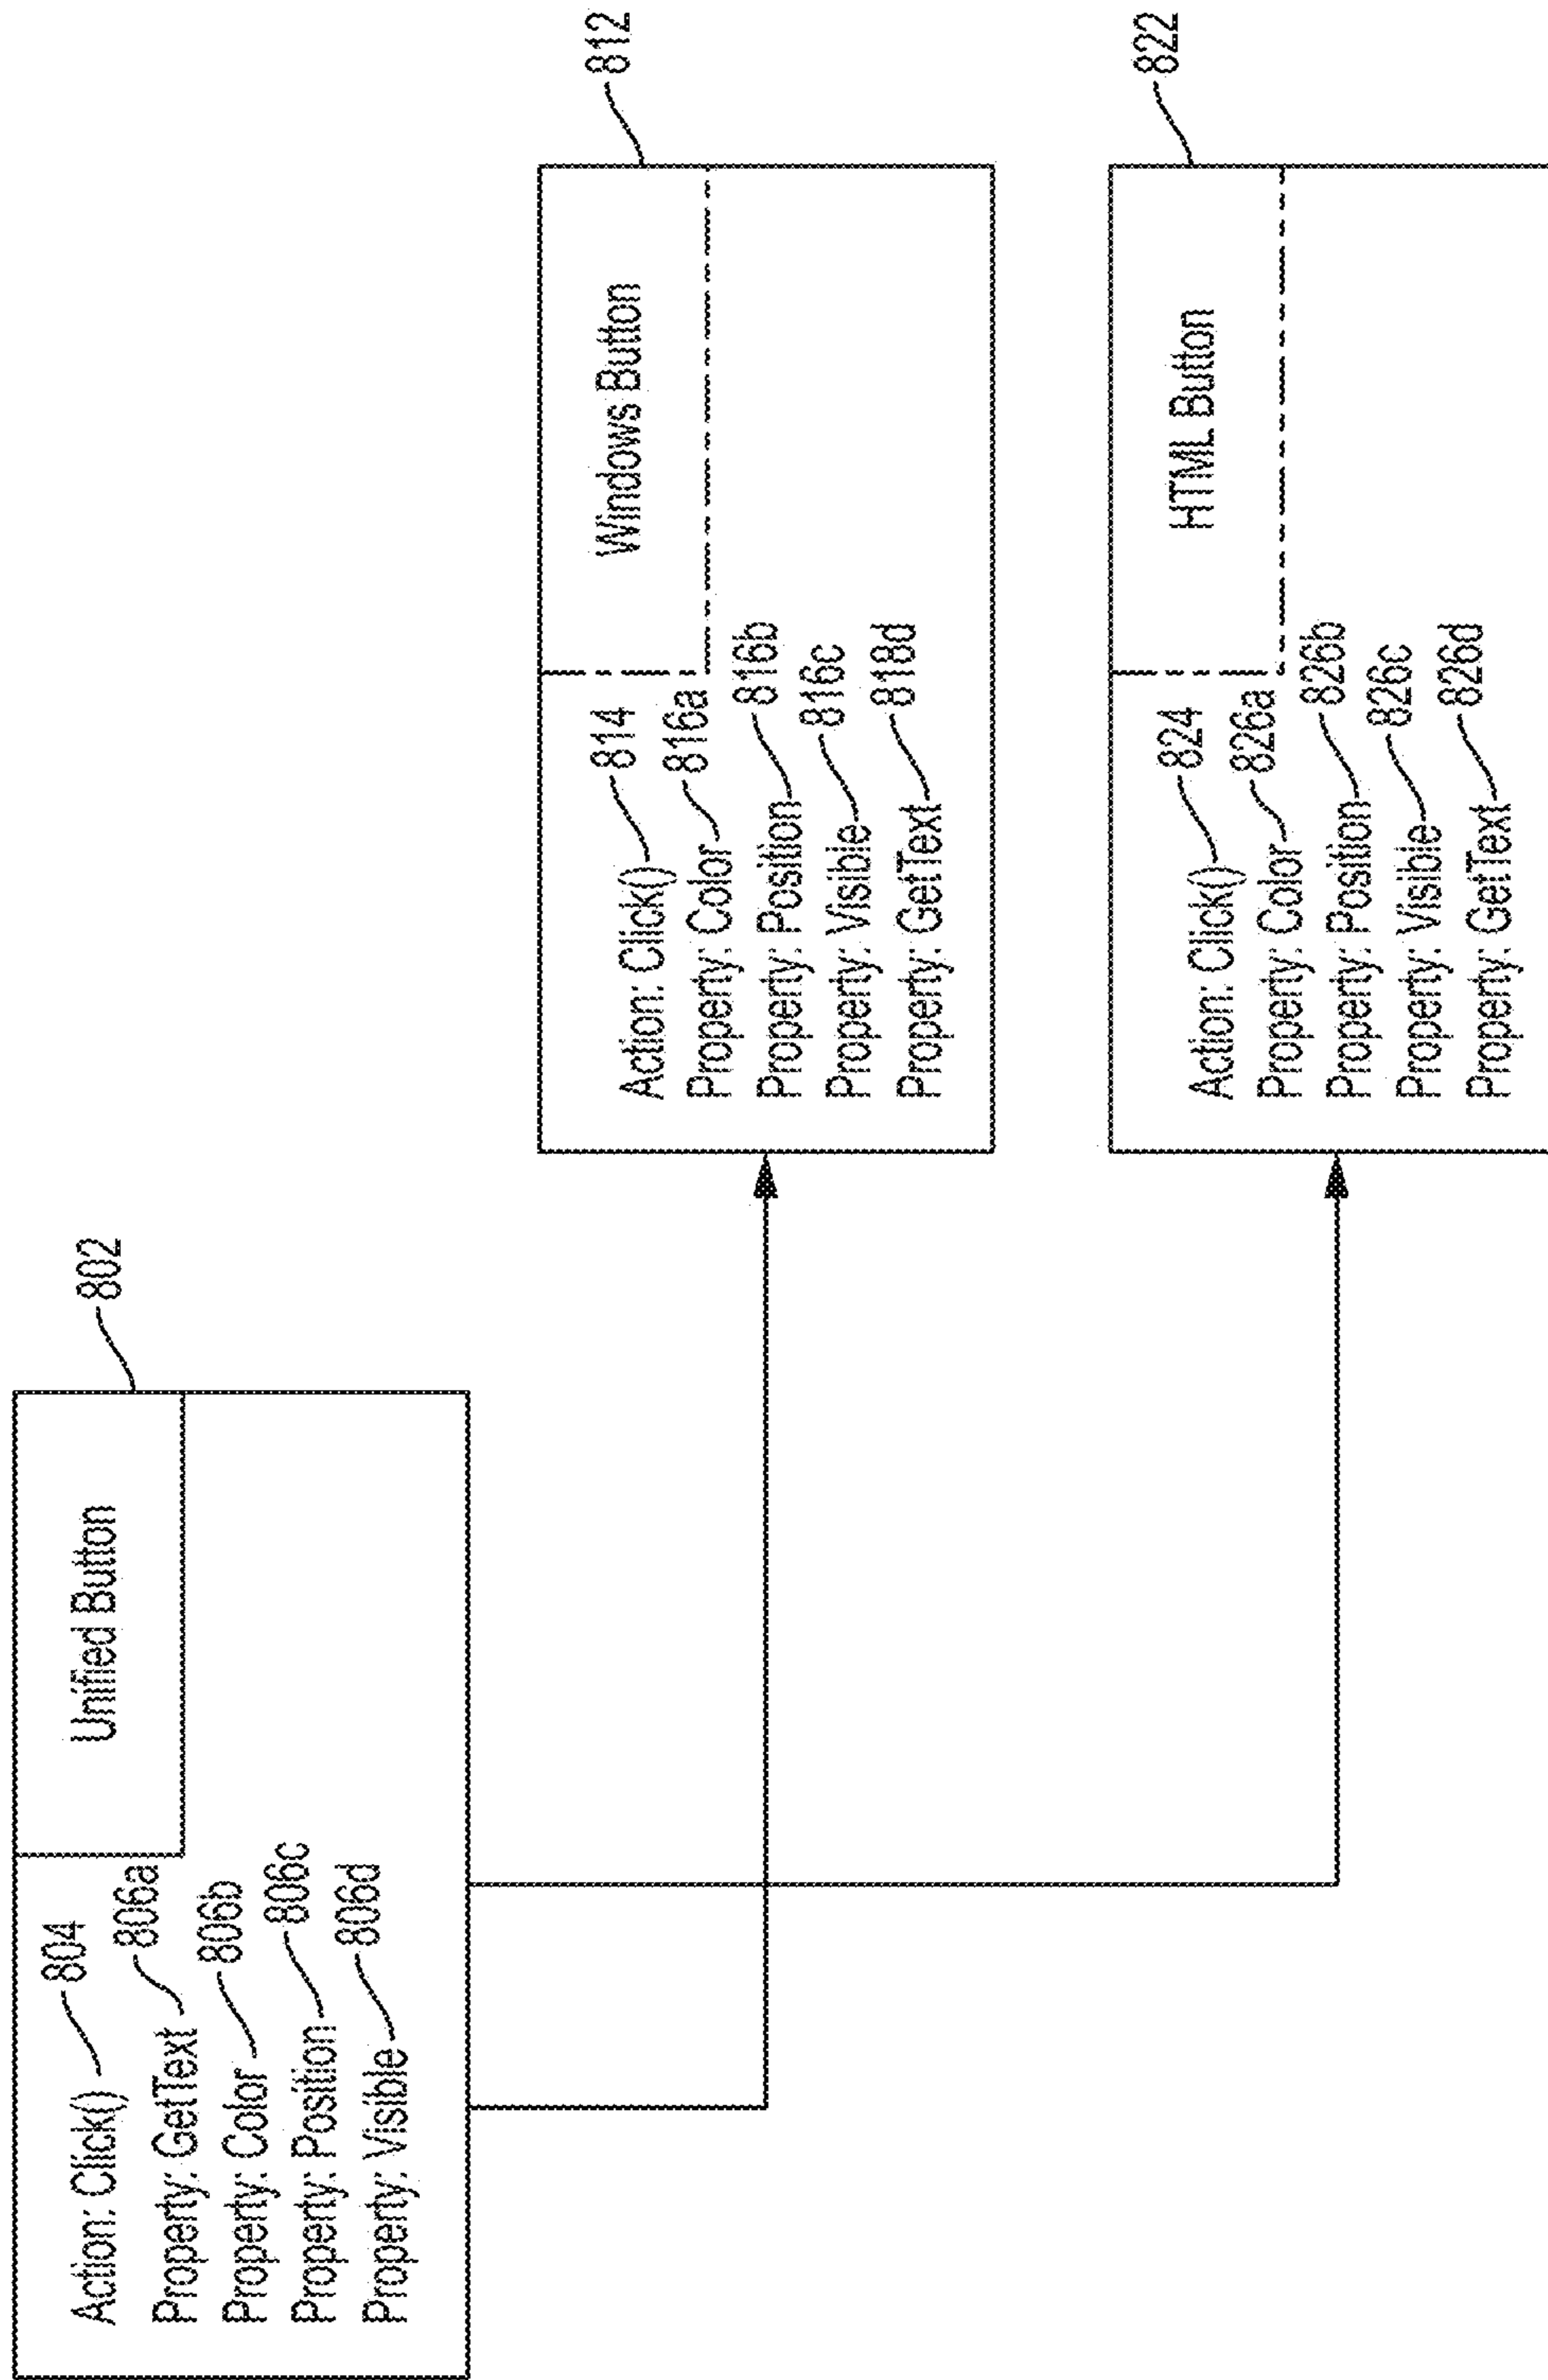 Unified Button
802
Action: Click() 804
Property: GetText 806a
Property: Color 806b
Property: Position 806c
Property: Visible 806d
Windows Button
812
Action: Click() 814
Property: Color 816a
Property: Position 816b
Property: Visible 816c
Property: GetText 818d
HTML Button
822
Action: Click() 824
Property: Color 826a
Property: Position 826b
Property: Visible 826c
Property: GetText 826d